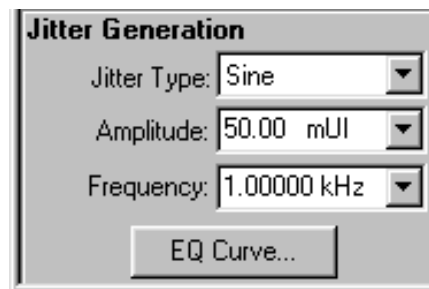 Jitter Generation
Jitter Type: Sine
Amplitude: 50.00 mUI
Frequency: 1.00000 kHz
EQ Curve...